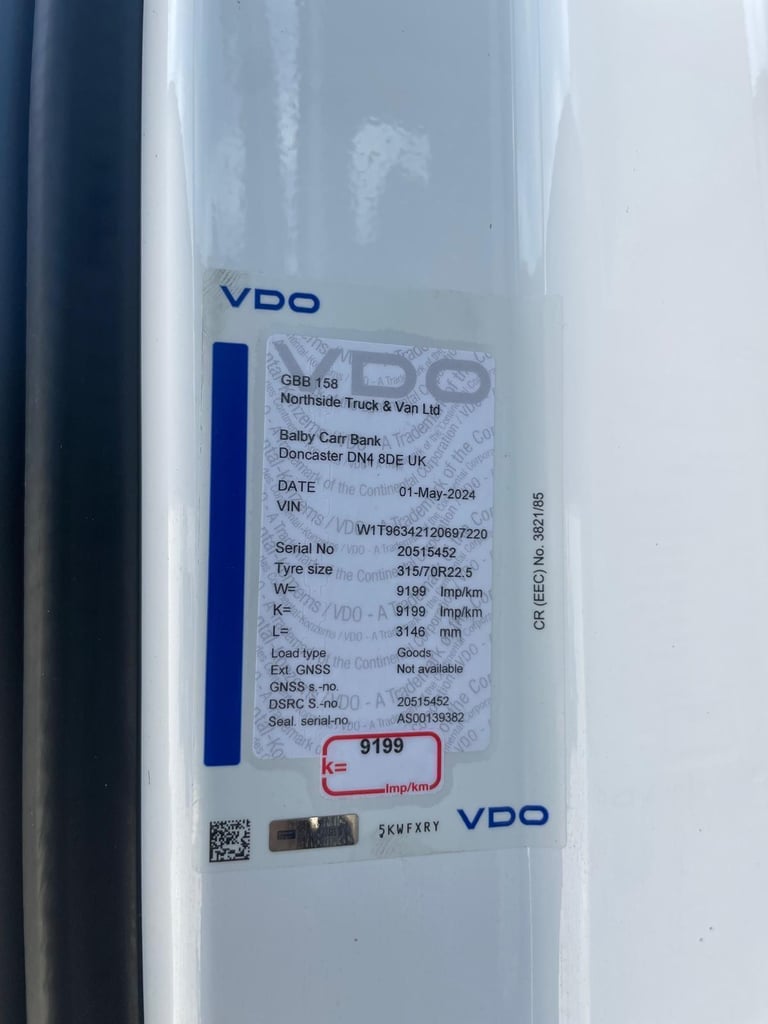 VDO
VDO
GBB 158
Northside Truck & Van Ltd
Balby Carr Bank
Doncaster DN4 8DE UK
DATE 01-May-2024
VIN
W1T96342120697220
Serial No 20515452
Tyre size 315/70R22.5
W= 9199 Imp/km
K= 9199 Imp/km
L= 3146 mm
Load type Goods
Ext. GNSS Not available
GNSS s.-no.
DSRC S.-no. 20515452
Seal. serial-no. AS00139382
9199
k=
Imp/km
CR (EEC) No. 3821/85
5KWFXRY
VDO